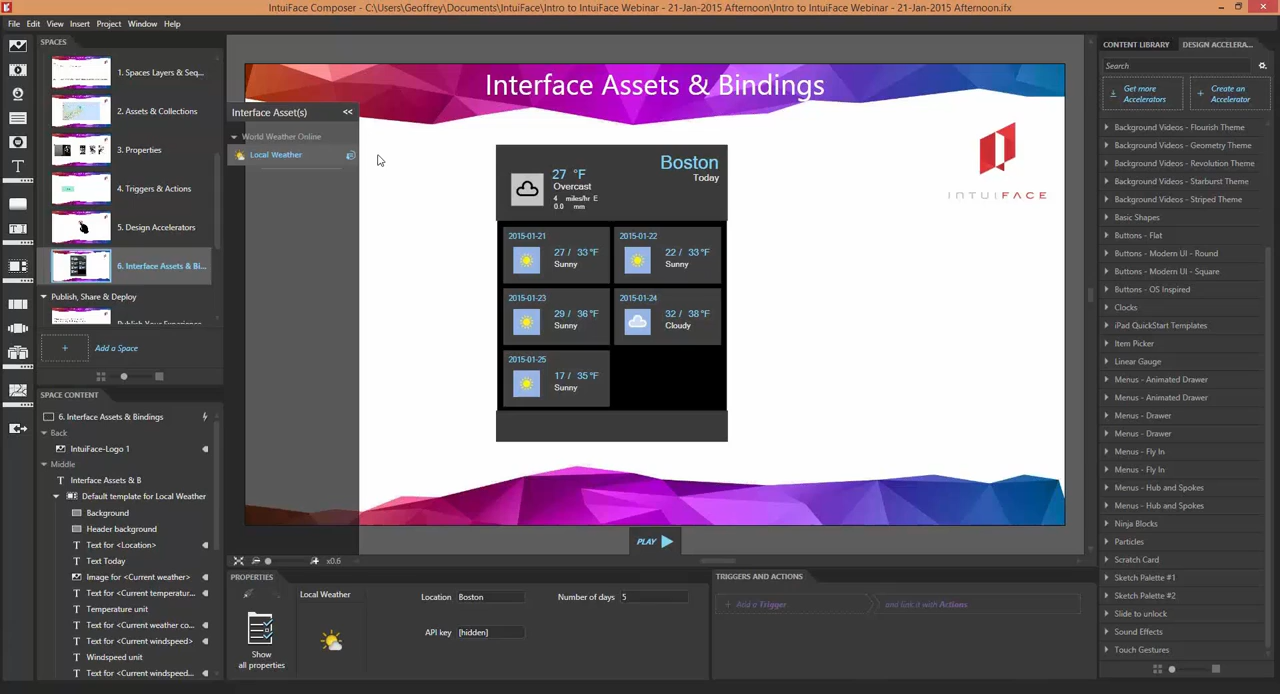 IntuiFace Composer - C:\Users\Geoffrey\Documents\IntuiFace\Intro to IntuiFace Webinar - 21-Jan-2015 Afternoon\Intro to IntuiFace Webinar - 21-Jan-2015 Afternoon.ifx
File Edit View Insert Project Window Help
SPACES
1. Spaces Layers & Seq...
2. Assets & Collections
3. Properties
4. Triggers & Actions
5. Design Accelerators
6. Interface Assets & Bi...
Publish, Share & Deploy
Publish Your Experience
+ Add a Space
SPACE CONTENT
6. Interface Assets & Bindings
Back
IntuiFace-Logo 1
Middle
Interface Assets & B
Default template for Local Weather
Background
Header background
Text for <Location>
Text Today
Image for <Current weather>
Text for <Current temperatur...
Temperature unit
Text for <Current weather co...
Text for <Current windspeed>
Windspeed unit
Text for <Current windspeed...
Interface Asset(s) <<
World Weather Online
Local Weather
Interface Assets & Bindings
INTUIFACE
Boston
Today
27 °F
Overcast
4 miles/hr E
0.0 mm
2015-01-21
27 / 33 °F
Sunny
2015-01-22
22 / 33 °F
Sunny
2015-01-23
29 / 36 °F
Sunny
2015-01-24
32 / 38 °F
Cloudy
2015-01-25
17 / 35 °F
Sunny
PLAY
x0.6
PROPERTIES
Show
all properties
Local Weather
Location Boston
Number of days 5
API key [hidden]
TRIGGERS AND ACTIONS
+ Add a Trigger
and link it with Actions
CONTENT LIBRARY DESIGN ACCELERA...
Search
Get more
Accelerators
+ Create an
Accelerator
Background Videos - Flourish Theme
Background Videos - Geometry Theme
Background Videos - Revolution Theme
Background Videos - Starburst Theme
Background Videos - Striped Theme
Basic Shapes
Buttons - Flat
Buttons - Modern UI - Round
Buttons - Modern UI - Square
Buttons - OS Inspired
Clocks
iPad QuickStart Templates
Item Picker
Linear Gauge
Menus - Animated Drawer
Menus - Animated Drawer
Menus - Drawer
Menus - Drawer
Menus - Fly In
Menus - Fly In
Menus - Hub and Spokes
Menus - Hub and Spokes
Ninja Blocks
Particles
Scratch Card
Sketch Palette #1
Sketch Palette #2
Slide to unlock
Sound Effects
Touch Gestures